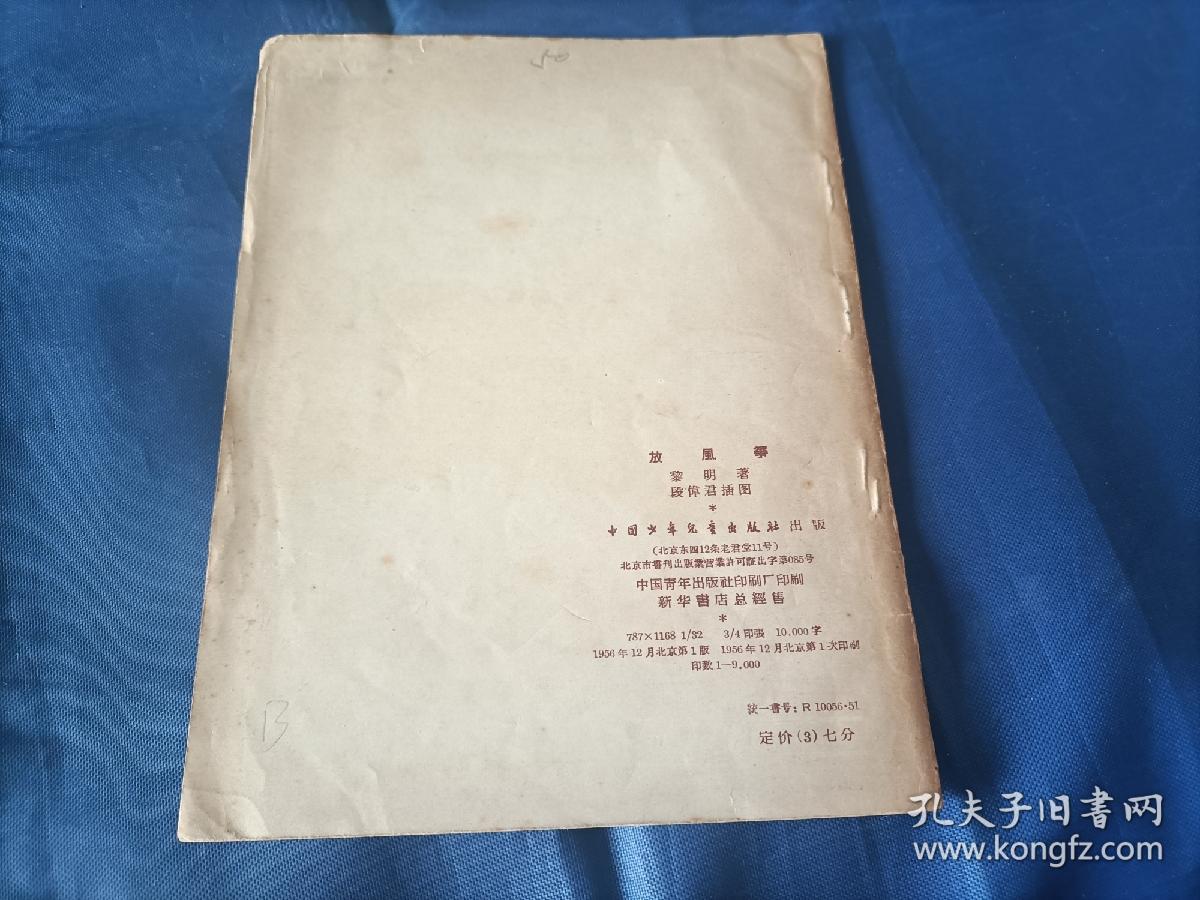 50
放風箏
黎明著
段偉君插图
*
中国少年兒童出版社出版
(北京东四12条老君堂11号)
北京市書刊出版業営業許可証出字第085号
中国青年出版社印刷厂印刷
新华書店总經售
*
787×1168 1/32 3/4印張 10,000字
1956年12月北京第1版 1956年12月北京第1次印刷
印数1—9,000
統一書号：R 10056·51
定价(3)七分
B
孔夫子旧书网
www.kongfz.com